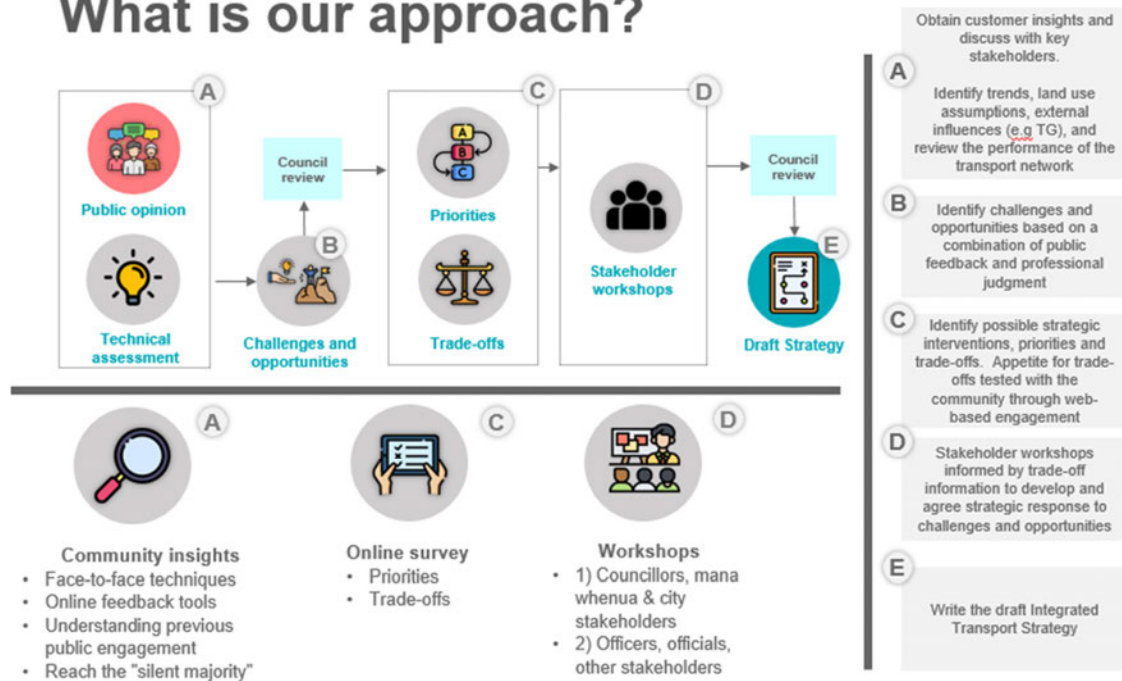 What is our approach?
A
Public opinion
Technical
assessment
Council
review
B
Challenges and
opportunities
C
A
B
C
Priorities
Trade-offs
D
Stakeholder
workshops
Council
review
E
Draft Strategy
A
Community insights
• Face-to-face techniques
• Online feedback tools
• Understanding previous
public engagement
• Reach the "silent majority"
C
Online survey
• Priorities
• Trade-offs
D
Workshops
• 1) Councillors, mana
whenua & city
stakeholders
• 2) Officers, officials,
other stakeholders
A
Obtain customer insights and
discuss with key
stakeholders.
Identify trends, land use
assumptions, external
influences (e.g TG), and
review the performance of the
transport network
B
Identify challenges and
opportunities based on a
combination of public
feedback and professional
judgment
C
Identify possible strategic
interventions, priorities and
trade-offs. Appetite for trade-
offs tested with the
community through web-
based engagement
D
Stakeholder workshops
informed by trade-off
information to develop and
agree strategic response to
challenges and opportunities
E
Write the draft Integrated
Transport Strategy